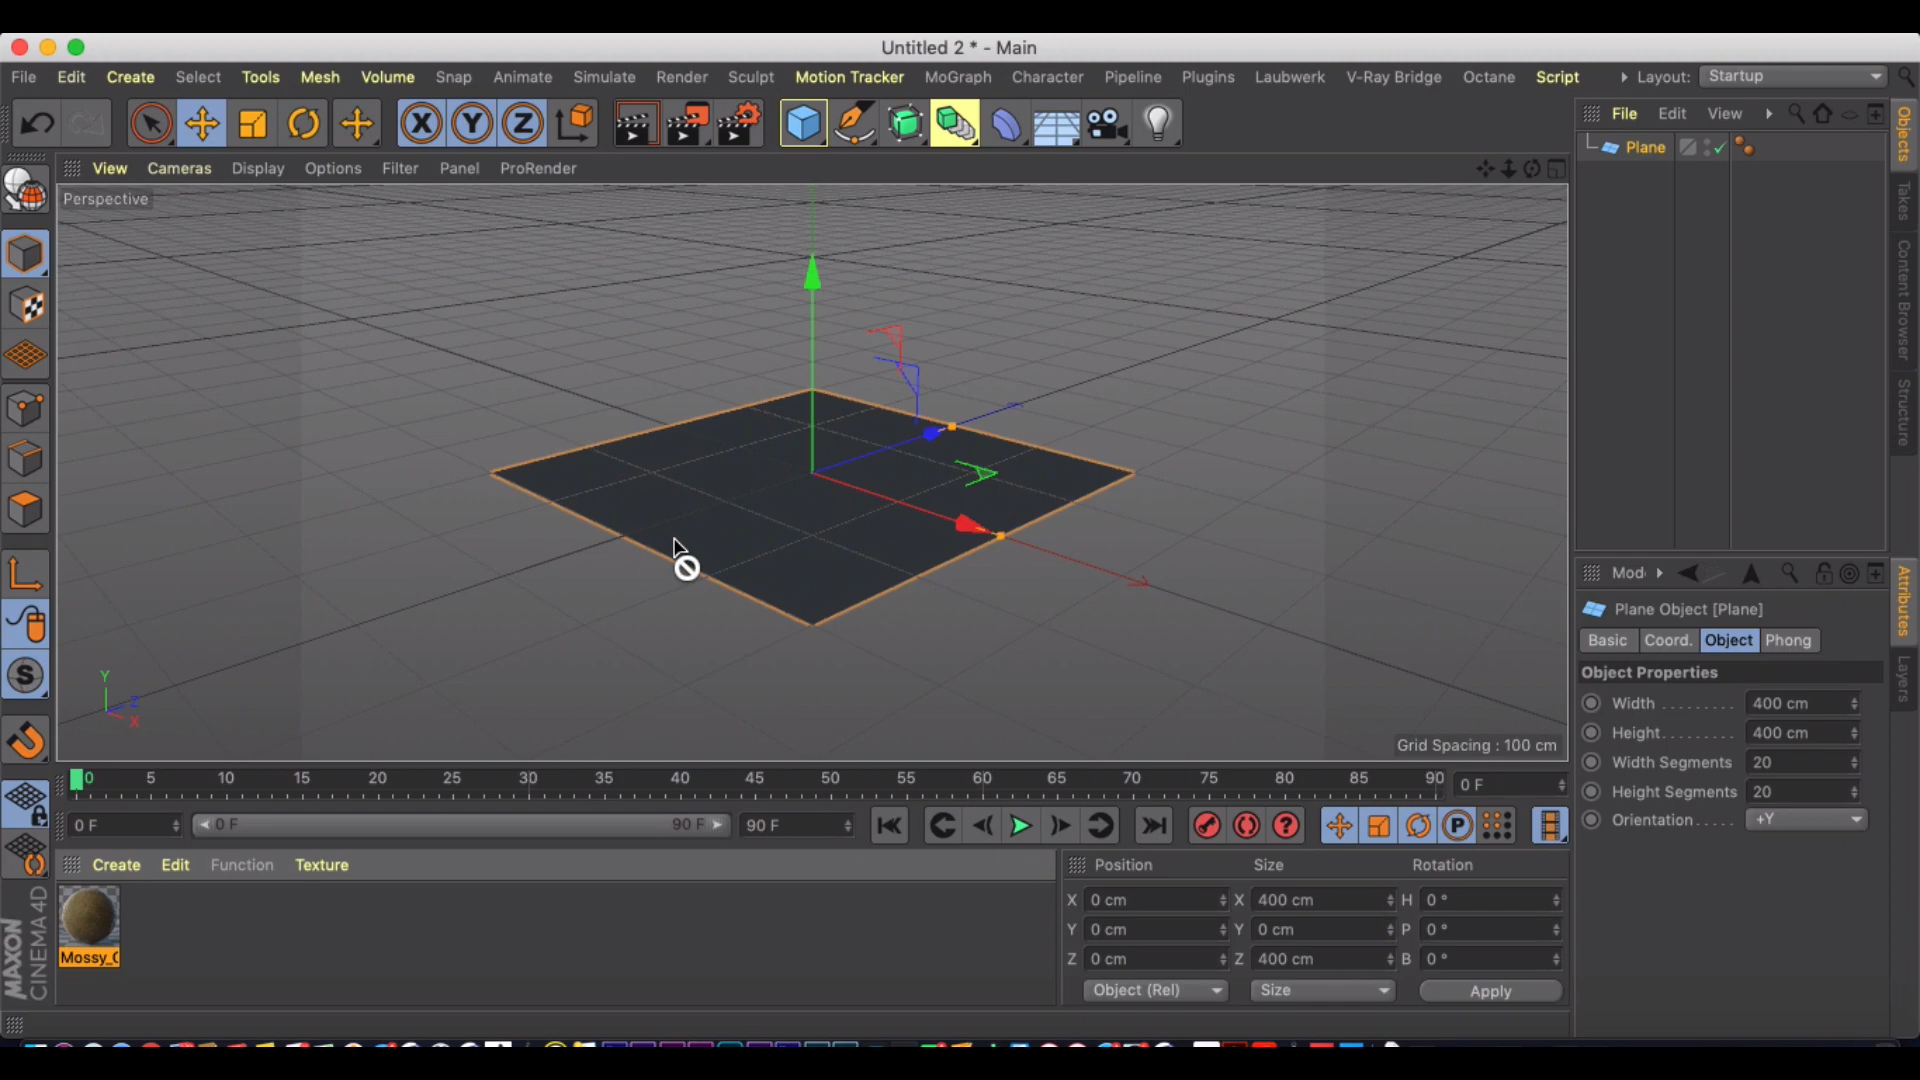 Untitled 2 * - Main
File Edit Create Select Tools Mesh Volume Snap Animate Simulate Render Sculpt Motion Tracker MoGraph Character Pipeline Plugins Laubwerk V-Ray Bridge Octane Script Layout: Startup
X Y Z
File Edit View
Objects
Plane
View Cameras Display Options Filter Panel ProRender
Perspective
Takes
Content Browser
Structure
Y
Z
X
Grid Spacing : 100 cm
Mod
Attributes
Plane Object [Plane]
Basic Coord. Object Phong
Layers
Object Properties
Width . . . . . . . . . 400 cm
Height. . . . . . . . . 400 cm
Width Segments 20
Height Segments 20
Orientation. . . . . +Y
S
0 5 10 15 20 25 30 35 40 45 50 55 60 65 70 75 80 85 90 0 F
0 F 0 F 90 F 90 F
? P
Create Edit Function Texture
Mossy_
MAXON
CINEMA 4D
Position Size Rotation
X 0 cm X 400 cm H 0 °
Y 0 cm Y 0 cm P 0 °
Z 0 cm Z 400 cm B 0 °
Object (Rel) Size Apply